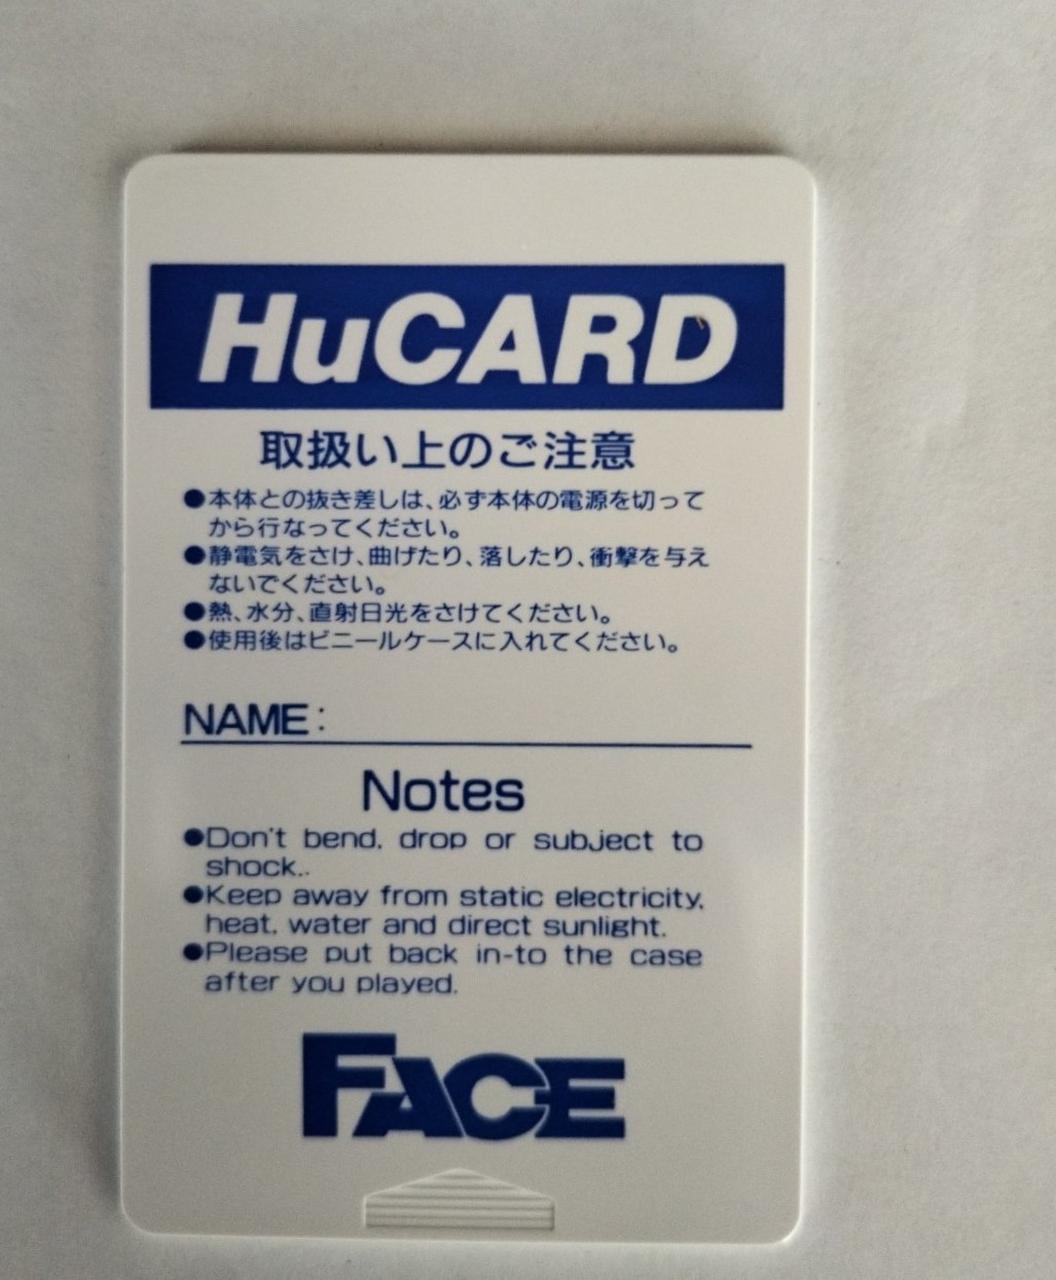 HuCARD
取扱い上のご注意
●本体との抜き差しは、必ず本体の電源を切って
から行なってください。
●静電気をさけ、曲げたり、落したり、衝撃を与え
ないでください。
●熱、水分、直射日光をさけてください。
●使用後はビニールケースに入れてください。
NAME:
Notes
●Don't bend, drop or subject to
shock..
●Keep away from static electricity,
heat, water and direct sunlight.
●Please put back in-to the case
after you played.
FACE